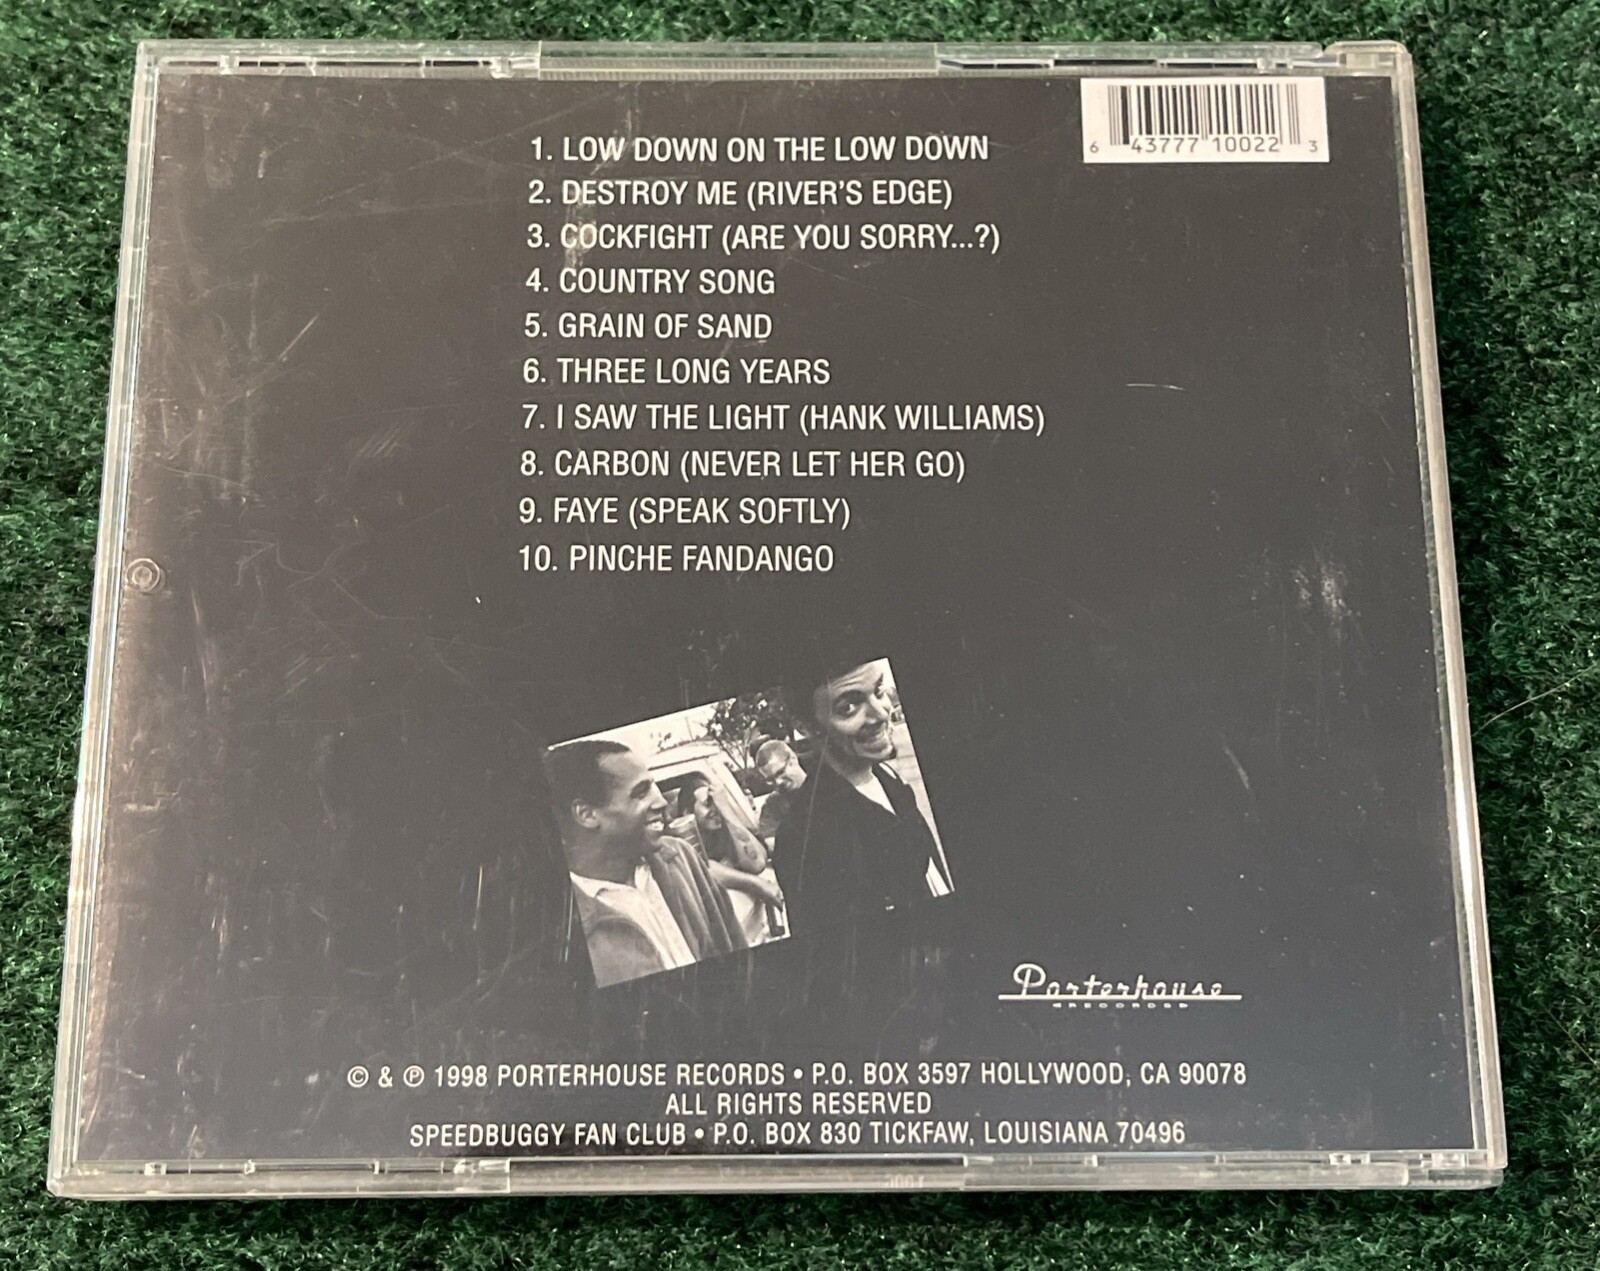 6 43777 10022 3
1. LOW DOWN ON THE LOW DOWN
2. DESTROY ME (RIVER'S EDGE)
3. COCKFIGHT (ARE YOU SORRY...?)
4. COUNTRY SONG
5. GRAIN OF SAND
6. THREE LONG YEARS
7. I SAW THE LIGHT (HANK WILLIAMS)
8. CARBON (NEVER LET HER GO)
9. FAYE (SPEAK SOFTLY)
10. PINCHE FANDANGO
Porterhouse
RECORDS
© & ℗ 1998 PORTERHOUSE RECORDS • P.O. BOX 3597 HOLLYWOOD, CA 90078
ALL RIGHTS RESERVED
SPEEDBUGGY FAN CLUB • P.O. BOX 830 TICKFAW, LOUISIANA 70496